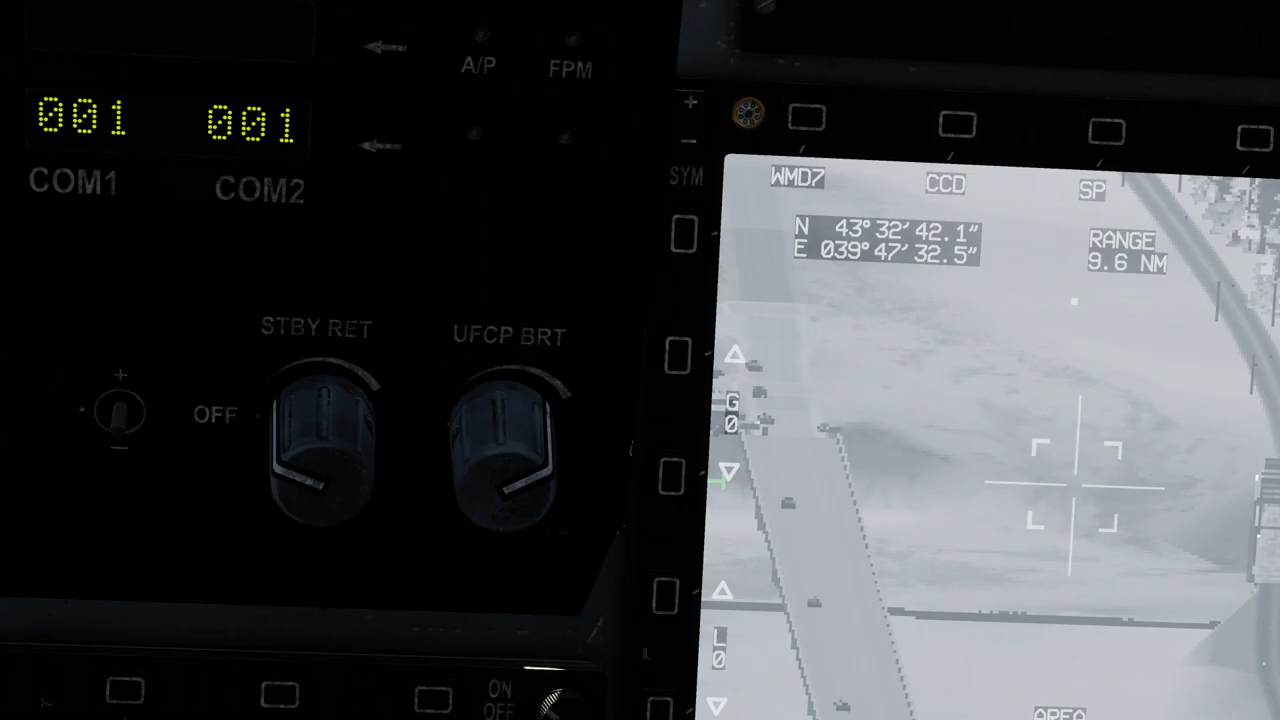 A/P
FPM
001
001
COM1
COM2
+
-
SYM
WMD7
CCD
SP
N 43°32'42.1"
E 039°47'32.5"
RANGE
9.6 NM
STBY RET
UFCP BRT
+
OFF
-
G
0
L
0
ON
OFF
AREA